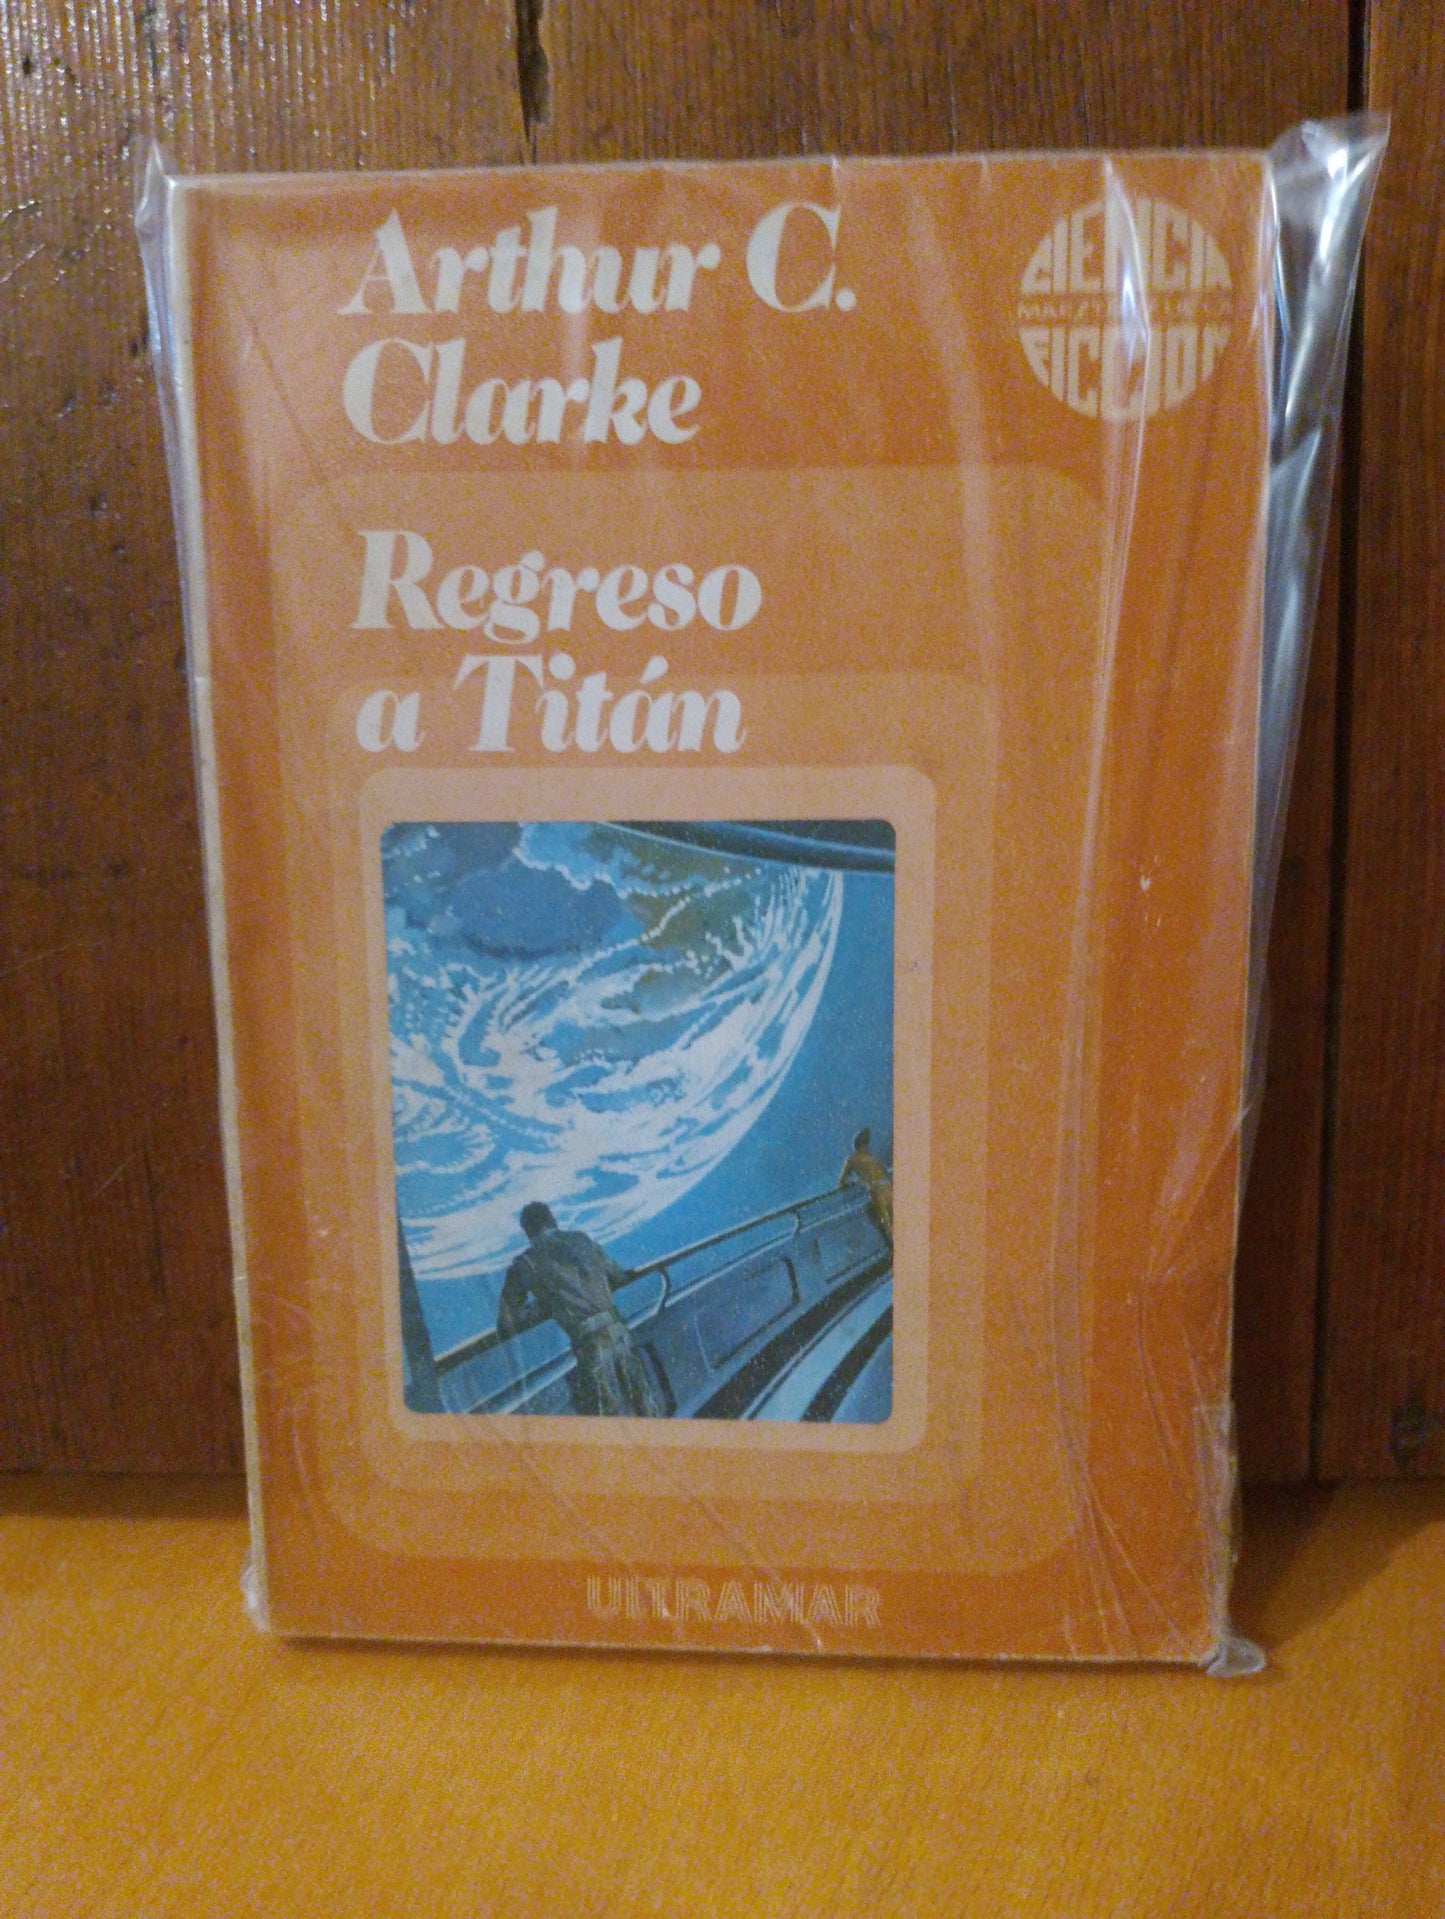 Arthur C.
Clarke
CIENCIA
FICCION
Regreso
a Titán
ULTRAMAR